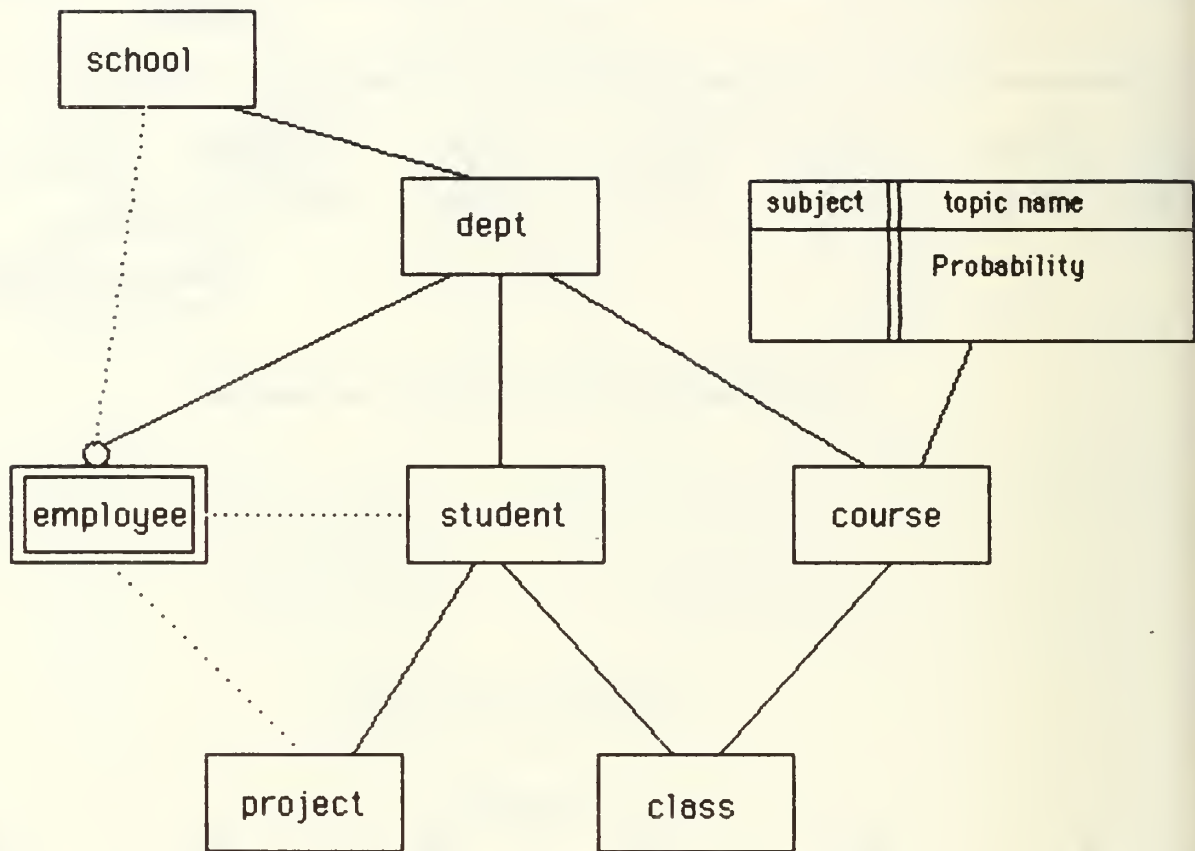 school
dept
subject topic name
Probability
employee student course
project class